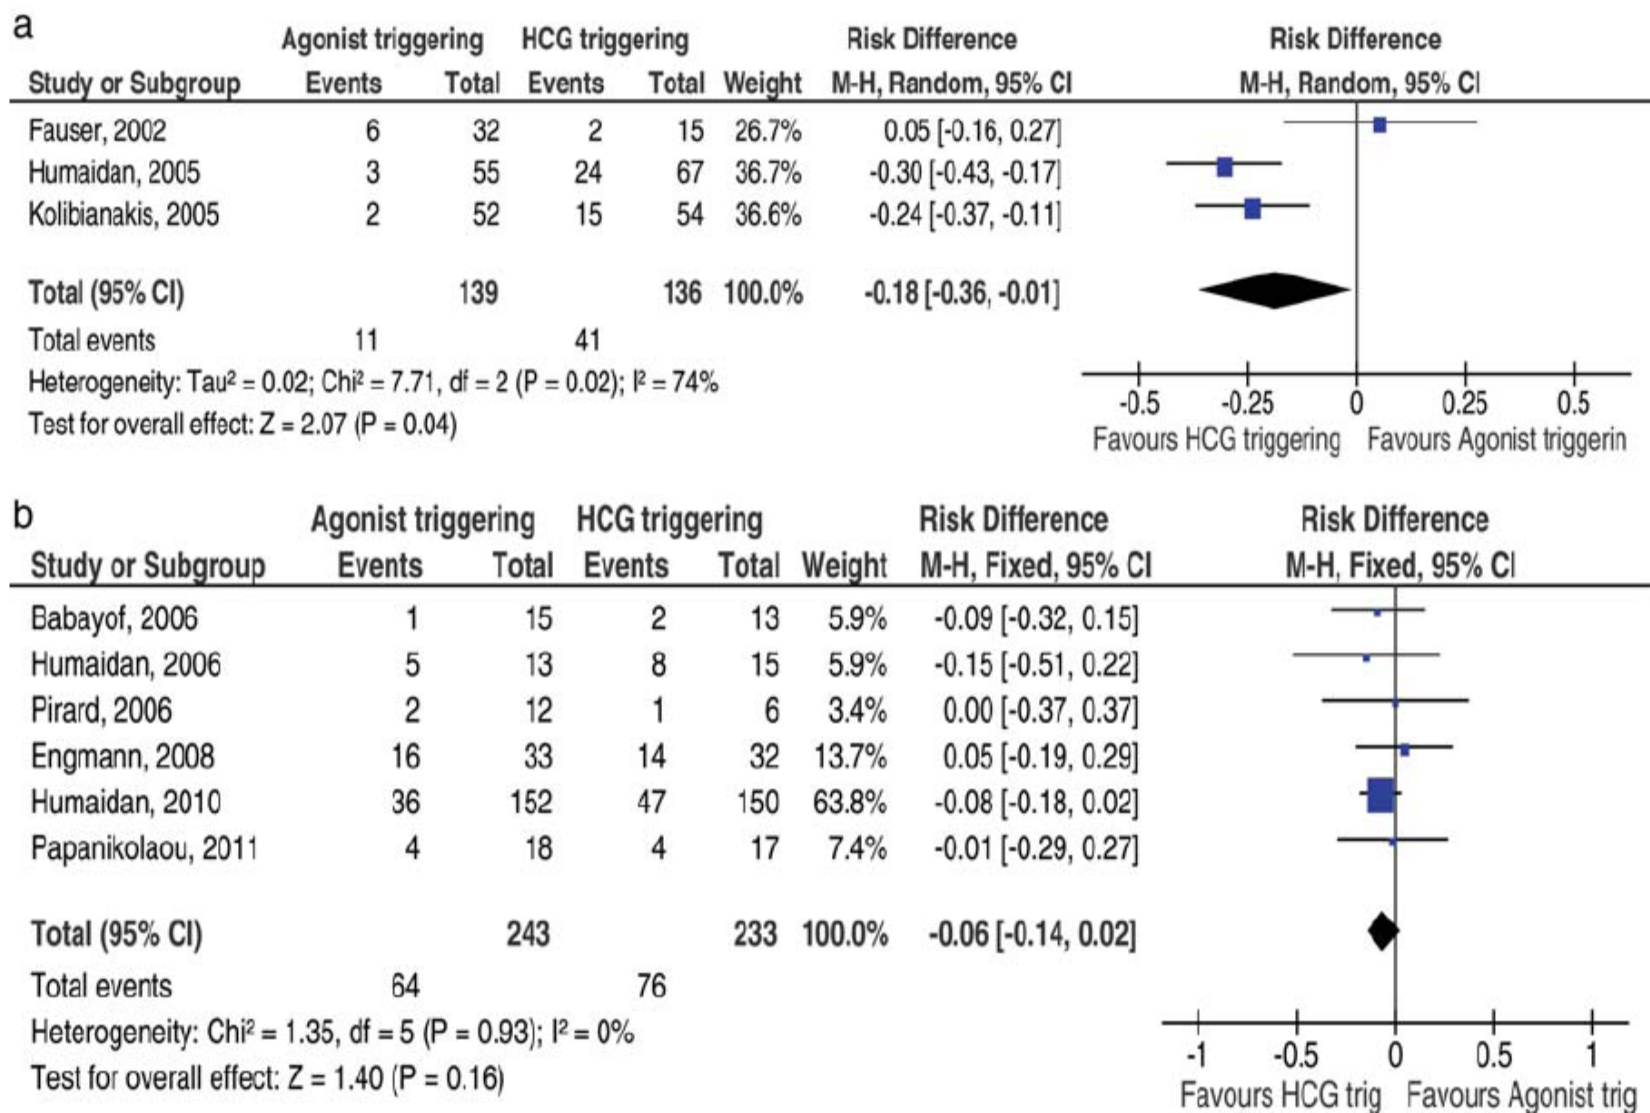 a
Agonist triggering HCG triggering Risk Difference Risk Difference
Study or Subgroup Events Total Events Total Weight M-H, Random, 95% CI M-H, Random, 95% CI
Fauser, 2002 6 32 2 15 26.7% 0.05 [-0.16, 0.27]
Humaidan, 2005 3 55 24 67 36.7% -0.30 [-0.43, -0.17]
Kolibianakis, 2005 2 52 15 54 36.6% -0.24 [-0.37, -0.11]
Total (95% CI) 139 136 100.0% -0.18 [-0.36, -0.01]
Total events 11 41
Heterogeneity: Tau² = 0.02; Chi² = 7.71, df = 2 (P = 0.02); I² = 74%
Test for overall effect: Z = 2.07 (P = 0.04)
-0.5 -0.25 0 0.25 0.5
Favours HCG triggering Favours Agonist triggerin
b
Agonist triggering HCG triggering Risk Difference Risk Difference
Study or Subgroup Events Total Events Total Weight M-H, Fixed, 95% CI M-H, Fixed, 95% CI
Babayof, 2006 1 15 2 13 5.9% -0.09 [-0.32, 0.15]
Humaidan, 2006 5 13 8 15 5.9% -0.15 [-0.51, 0.22]
Pirard, 2006 2 12 1 6 3.4% 0.00 [-0.37, 0.37]
Engmann, 2008 16 33 14 32 13.7% 0.05 [-0.19, 0.29]
Humaidan, 2010 36 152 47 150 63.8% -0.08 [-0.18, 0.02]
Papanikolaou, 2011 4 18 4 17 7.4% -0.01 [-0.29, 0.27]
Total (95% CI) 243 233 100.0% -0.06 [-0.14, 0.02]
Total events 64 76
Heterogeneity: Chi² = 1.35, df = 5 (P = 0.93); I² = 0%
Test for overall effect: Z = 1.40 (P = 0.16)
-1 -0.5 0 0.5 1
Favours HCG trig Favours Agonist trig